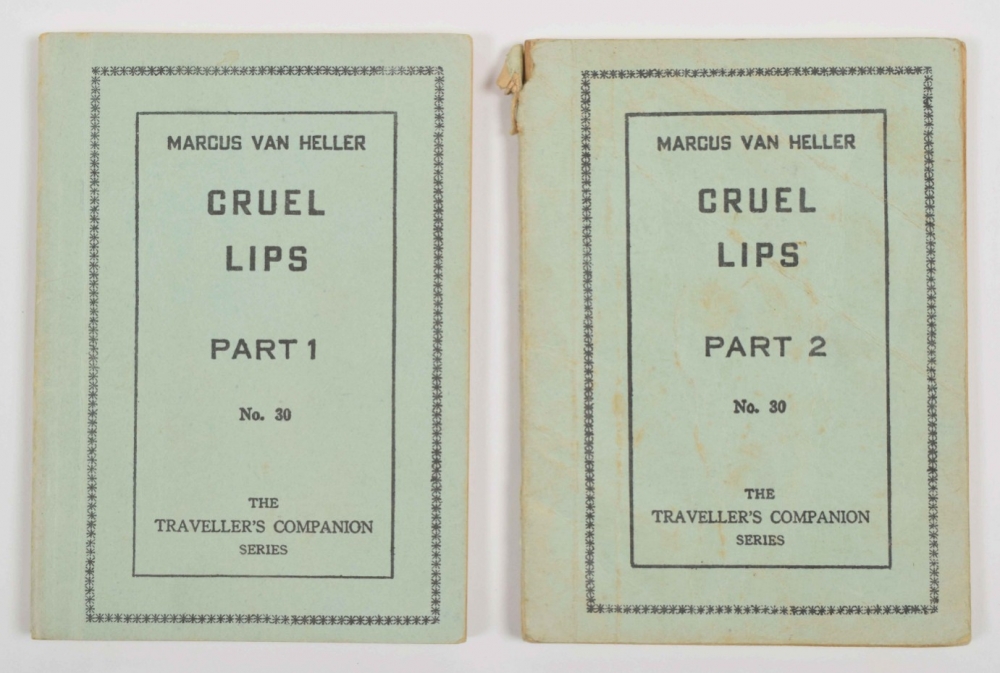 MARCUS VAN HELLER
CRUEL
LIPS
PART 1
No. 30
THE
TRAVELLER'S COMPANION
SERIES
MARCUS VAN HELLER
CRUEL
LIPS
PART 2
No. 30
THE
TRAVELLER'S COMPANION
SERIES